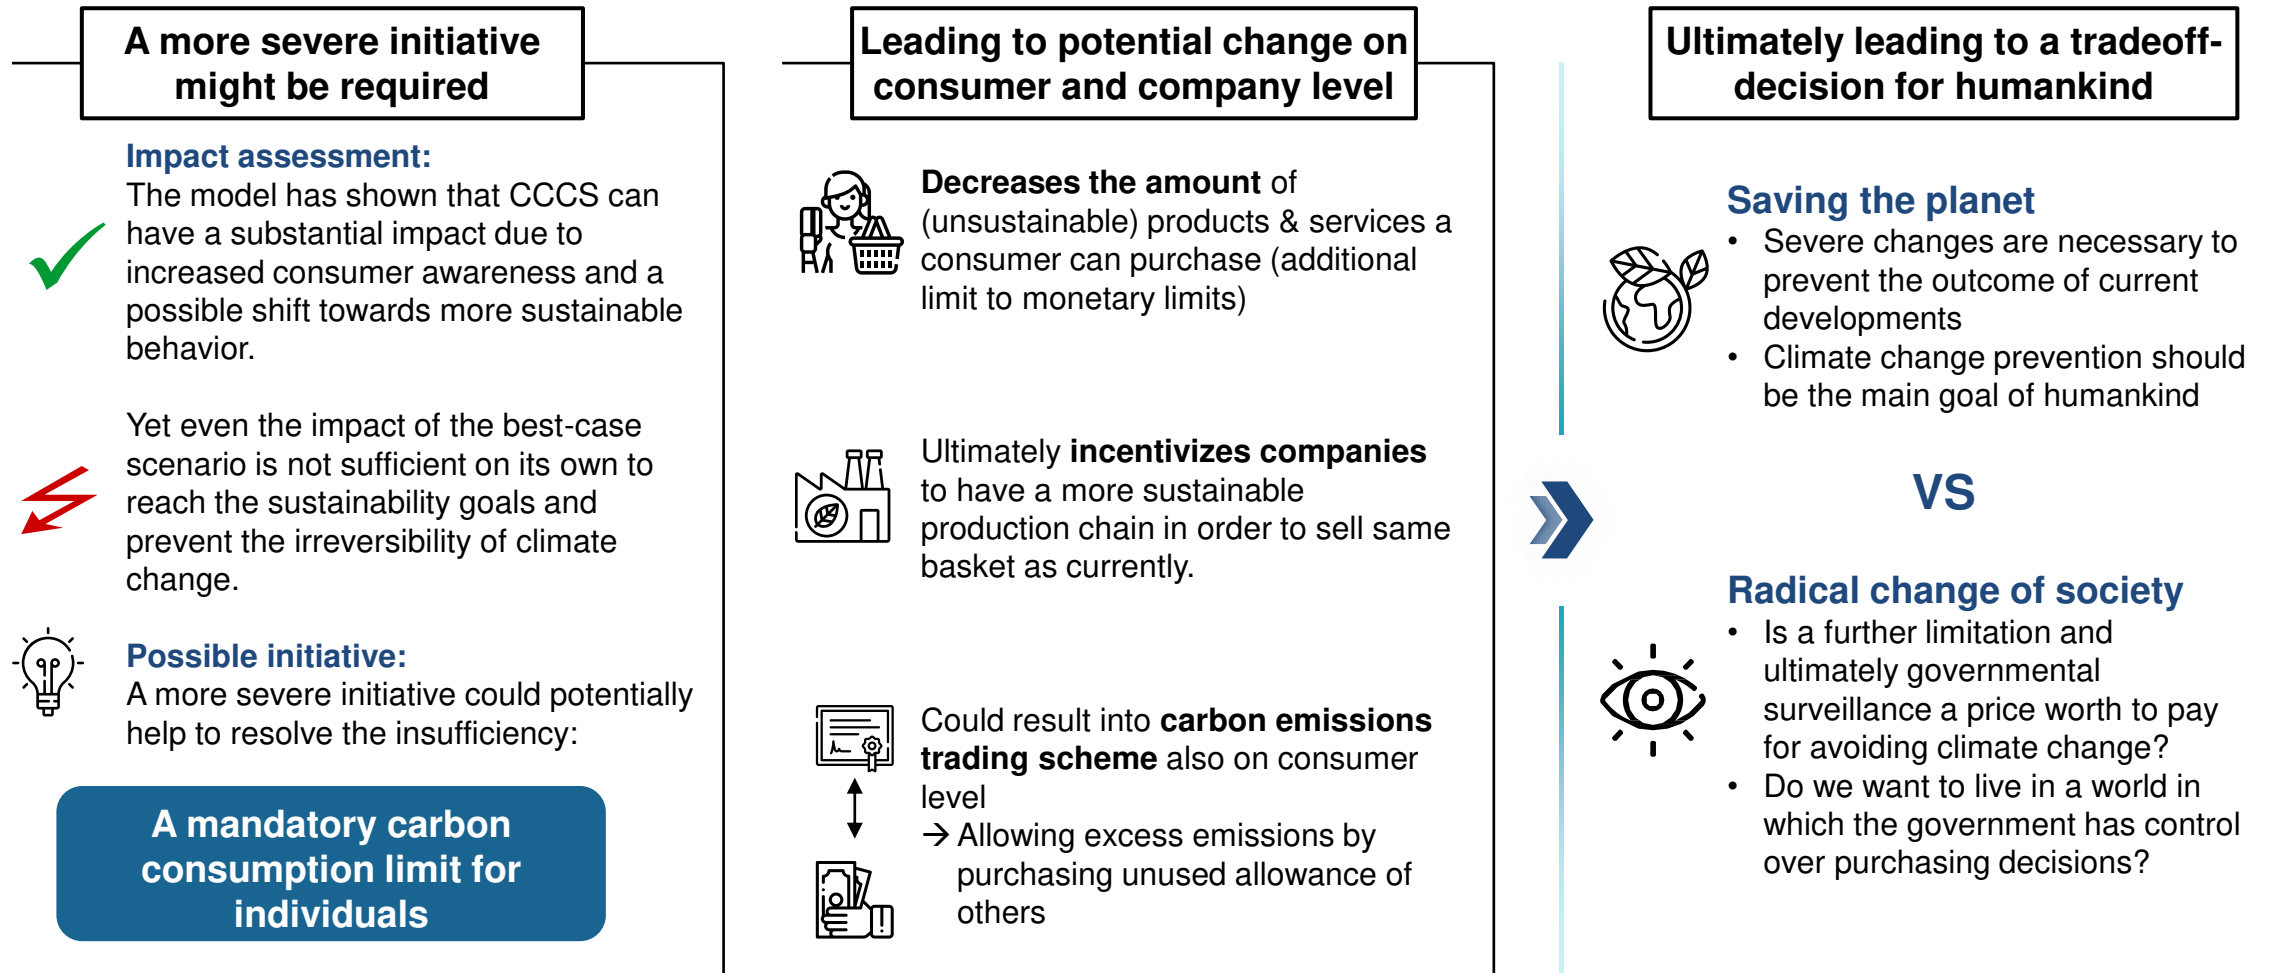 A more severe initiative
might be required
Impact assessment:
The model has shown that CCCS can
have a substantial impact due to
increased consumer awareness and a
possible shift towards more sustainable
behavior.
Yet even the impact of the best-case
scenario is not sufficient on its own to
reach the sustainability goals and
prevent the irreversibility of climate
change.
Possible initiative:
A more severe initiative could potentially
help to resolve the insufficiency:
A mandatory carbon
consumption limit for
individuals
Leading to potential change on
consumer and company level
Decreases the amount of
(unsustainable) products & services a
consumer can purchase (additional
limit to monetary limits)
Ultimately incentivizes companies
to have a more sustainable
production chain in order to sell same
basket as currently.
Could result into carbon emissions
trading scheme also on consumer
level
→ Allowing excess emissions by
purchasing unused allowance of
others
Ultimately leading to a tradeoff-
decision for humankind
Saving the planet
• Severe changes are necessary to
prevent the outcome of current
developments
• Climate change prevention should
be the main goal of humankind
VS
Radical change of society
• Is a further limitation and
ultimately governmental
surveillance a price worth to pay
for avoiding climate change?
• Do we want to live in a world in
which the government has control
over purchasing decisions?